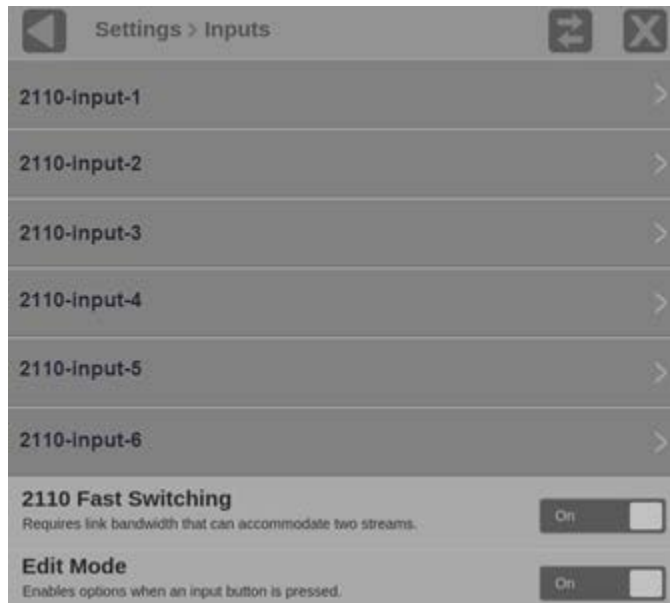 Settings > Inputs
2110-input-1
2110-input-2
2110-input-3
2110-input-4
2110-input-5
2110-input-6
2110 Fast Switching
Requires link bandwidth that can accommodate two streams.
On
Edit Mode
Enables options when an input button is pressed.
On